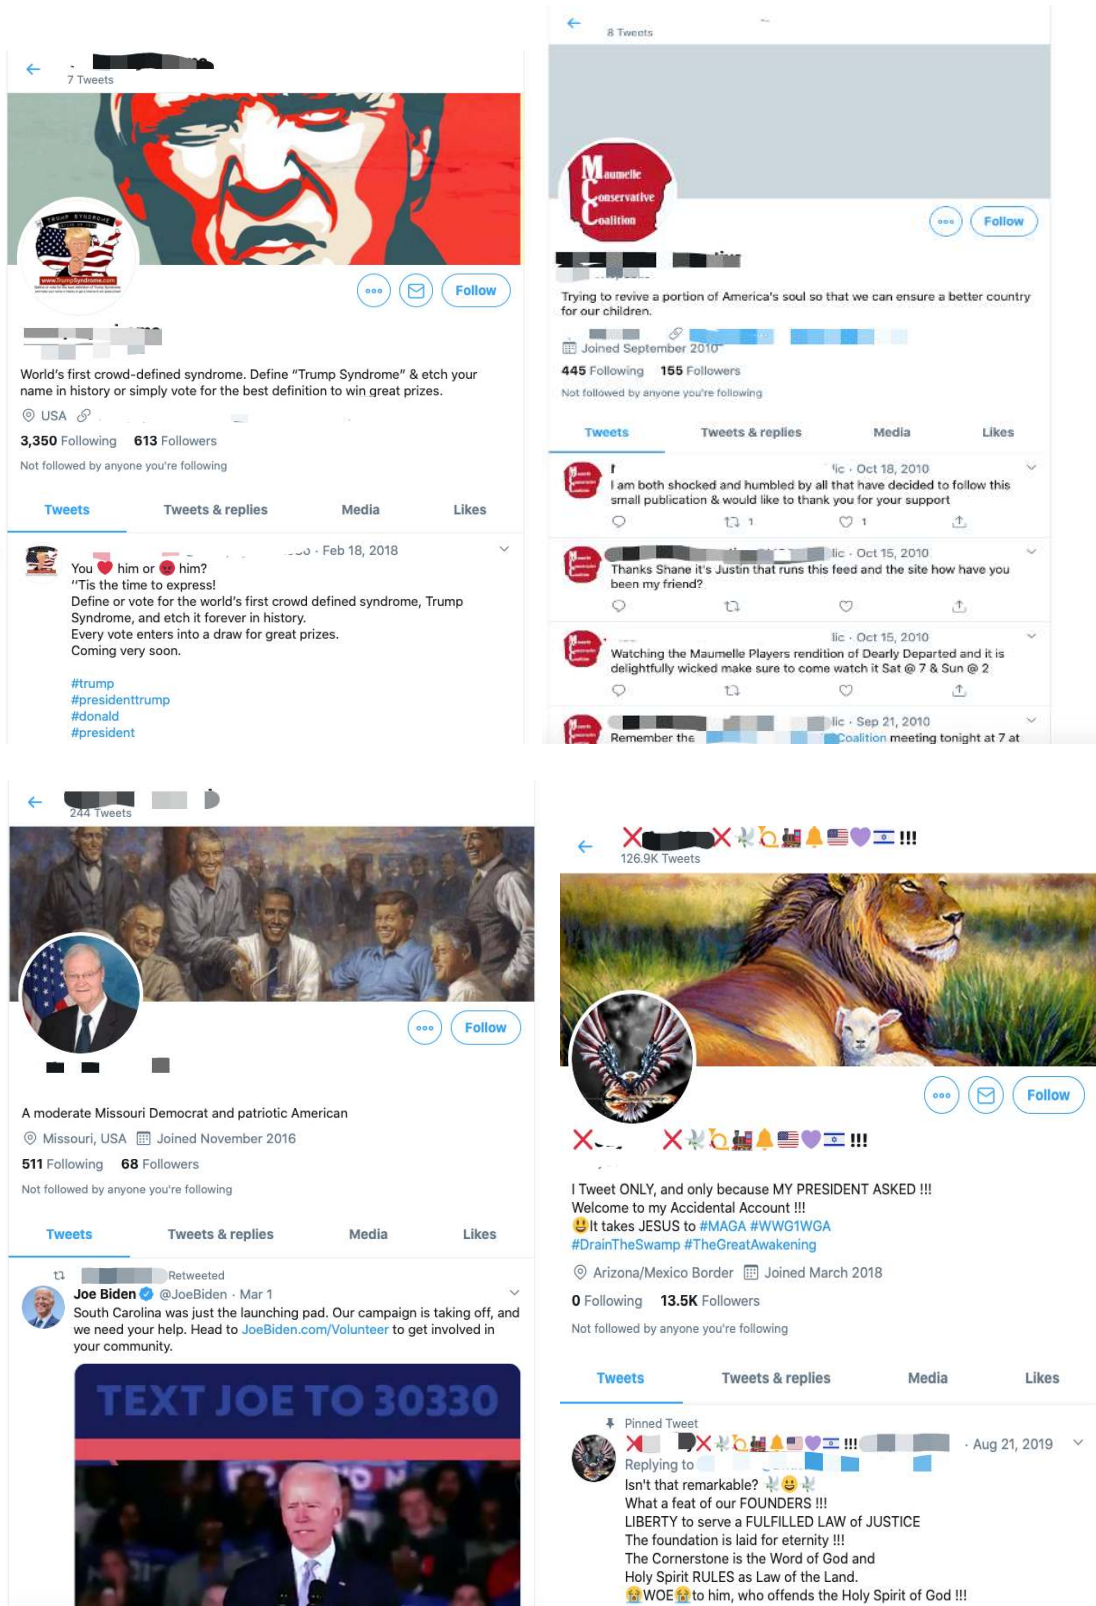 7 Tweets
TRUMP SYNDROME
www.TrumpSyndrome.com
Follow
World's first crowd-defined syndrome. Define "Trump Syndrome" & etch your
name in history or simply vote for the best definition to win great prizes.
USA
3,350 Following 613 Followers
Not followed by anyone you're following
Tweets Tweets & replies Media Likes
· Feb 18, 2018
You ❤️ him or 😡 him?
''Tis the time to express!
Define or vote for the world's first crowd defined syndrome, Trump
Syndrome, and etch it forever in history.
Every vote enters into a draw for great prizes.
Coming very soon.
#trump
#presidenttrump
#donald
#president
8 Tweets
Maumelle
Conservative
Coalition
Follow
Trying to revive a portion of America's soul so that we can ensure a better country
for our children.
Joined September 2010
445 Following 155 Followers
Not followed by anyone you're following
Tweets Tweets & replies Media Likes
lic · Oct 18, 2010
I am both shocked and humbled by all that have decided to follow this
small publication & would like to thank you for your support
1 1
lic · Oct 15, 2010
Thanks Shane it's Justin that runs this feed and the site how have you
been my friend?
lic · Oct 15, 2010
Watching the Maumelle Players rendition of Dearly Departed and it is
delightfully wicked make sure to come watch it Sat @ 7 & Sun @ 2
lic · Sep 21, 2010
Remember the Coalition meeting tonight at 7 at
244 Tweets
Follow
A moderate Missouri Democrat and patriotic American
Missouri, USA Joined November 2016
511 Following 68 Followers
Not followed by anyone you're following
Tweets Tweets & replies Media Likes
Retweeted
Joe Biden @JoeBiden · Mar 1
South Carolina was just the launching pad. Our campaign is taking off, and
we need your help. Head to JoeBiden.com/Volunteer to get involved in
your community.
TEXT JOE TO 30330
❌ ❌🕊📯🚂🔔🇺🇸💜🇮🇱 !!!
126.9K Tweets
Follow
❌ ❌🕊📯🚂🔔🇺🇸💜🇮🇱 !!!
I Tweet ONLY, and only because MY PRESIDENT ASKED !!!
Welcome to my Accidental Account !!!
😃It takes JESUS to #MAGA #WWG1WGA
#DrainTheSwamp #TheGreatAwakening
Arizona/Mexico Border Joined March 2018
0 Following 13.5K Followers
Not followed by anyone you're following
Tweets Tweets & replies Media Likes
Pinned Tweet
❌ ❌🕊📯🚂🔔🇺🇸💜🇮🇱 !!! · Aug 21, 2019
Replying to
Isn't that remarkable? 🕊😃🕊
What a feat of our FOUNDERS !!!
LIBERTY to serve a FULFILLED LAW of JUSTICE
The foundation is laid for eternity !!!
The Cornerstone is the Word of God and
Holy Spirit RULES as Law of the Land.
😭WOE😭to him, who offends the Holy Spirit of God !!!